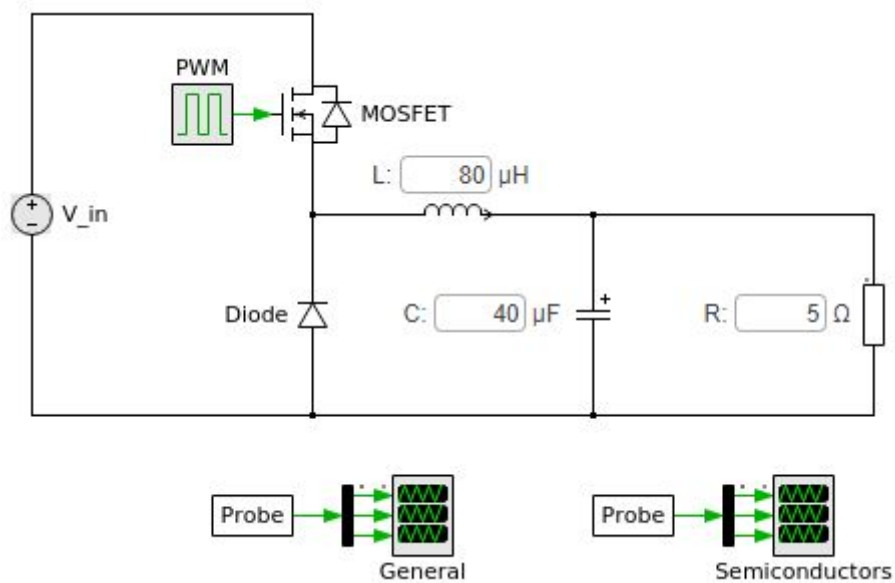 PWM
MOSFET
L: 80 µH
V_in
Diode
C: 40 µF
R: 5 Ω
Probe
Probe
General
Semiconductors